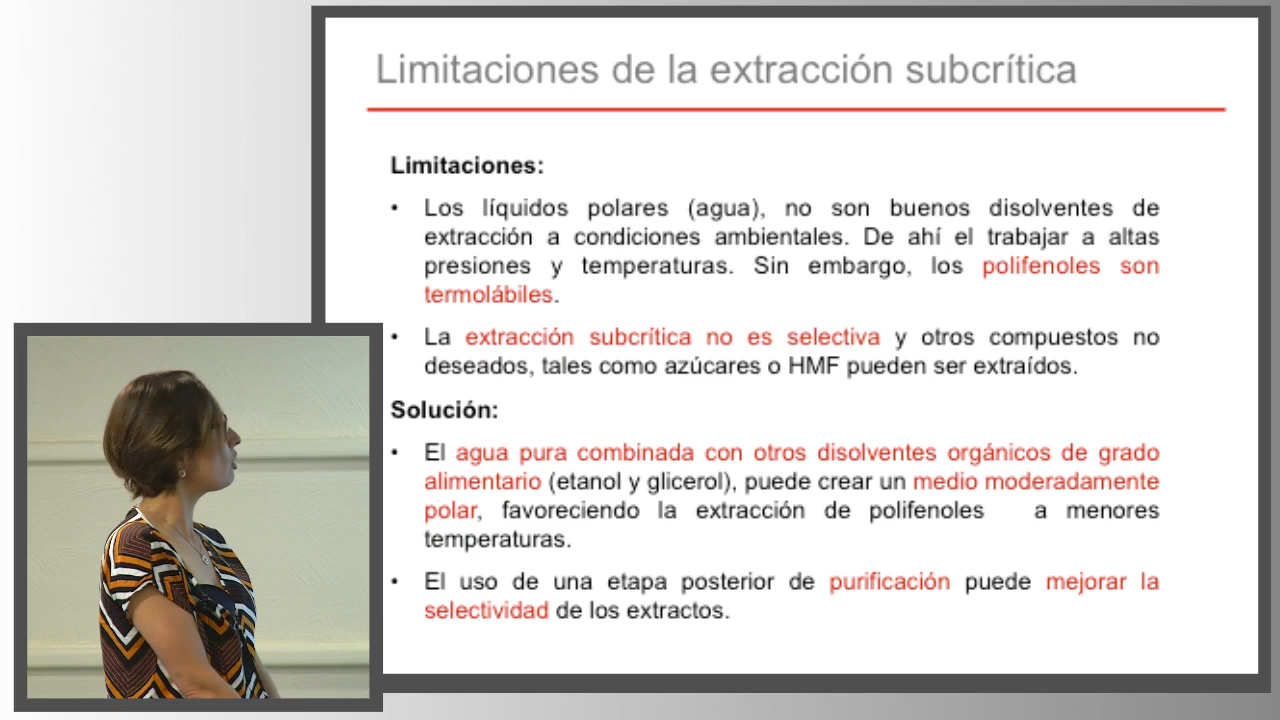 Limitaciones de la extracción subcrítica
Limitaciones:
• Los líquidos polares (agua), no son buenos disolventes de
extracción a condiciones ambientales. De ahí el trabajar a altas
presiones y temperaturas. Sin embargo, los polifenoles son
termolábiles.
• La extracción subcrítica no es selectiva y otros compuestos no
deseados, tales como azúcares o HMF pueden ser extraídos.
Solución:
• El agua pura combinada con otros disolventes orgánicos de grado
alimentario (etanol y glicerol), puede crear un medio moderadamente
polar, favoreciendo la extracción de polifenoles a menores
temperaturas.
• El uso de una etapa posterior de purificación puede mejorar la
selectividad de los extractos.